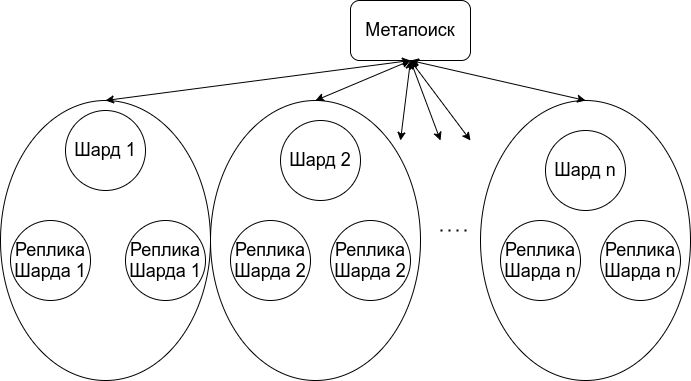 Метапоиск
Шард 1
Шард 2
Шард n
. . . .
Реплика
Шарда 1
Реплика
Шарда 1
Реплика
Шарда 2
Реплика
Шарда 2
Реплика
Шарда n
Реплика
Шарда n